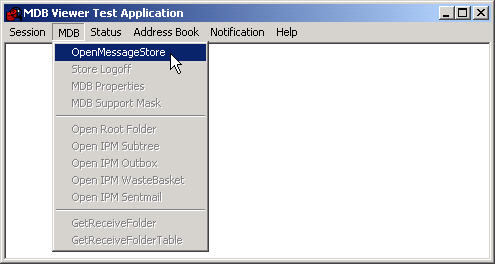 MDB Viewer Test Application
Session MDB Status Address Book Notification Help
OpenMessageStore
Store Logoff
MDB Properties
MDB Support Mask
Open Root Folder
Open IPM Subtree
Open IPM Outbox
Open IPM WasteBasket
Open IPM Sentmail
GetReceiveFolder
GetReceiveFolderTable